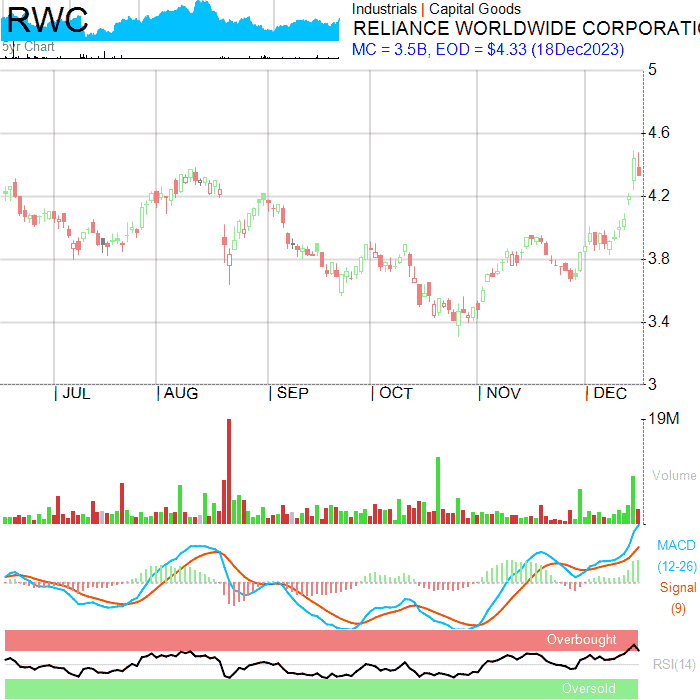 RWC
5yr Chart
Industrials | Capital Goods
RELIANCE WORLDWIDE CORPORATI
MC = 3.5B, EOD = $4.33 (18Dec2023)
5
4.6
4.2
3.8
3.4
3
| JUL | AUG | SEP | OCT | NOV | DEC
19M
Volume
MACD
(12-26)
Signal
(9)
Overbought
RSI(14)
Oversold